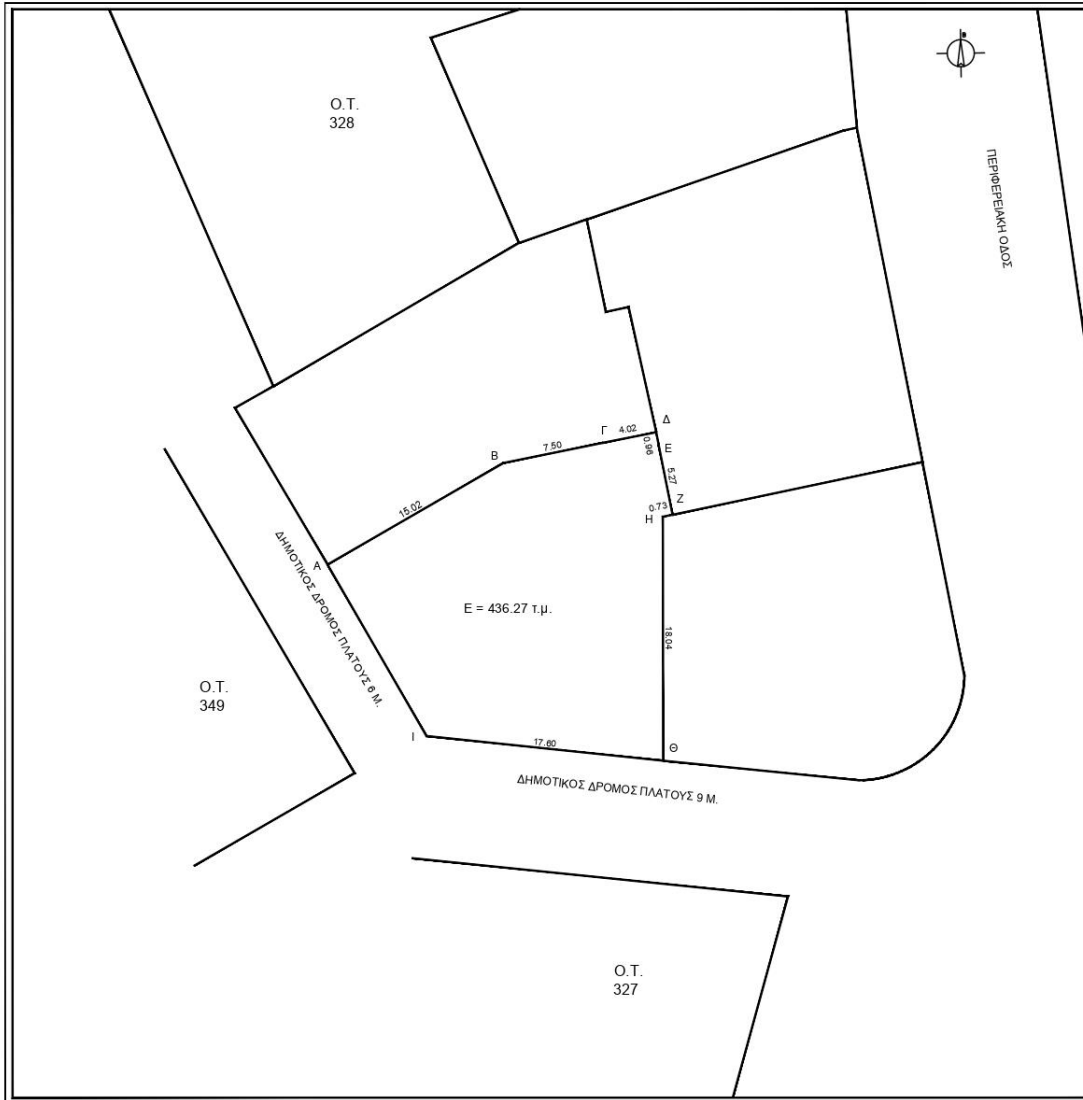 Ο.Τ.
328
ΠΕΡΙΦΕΡΕΙΑΚΗ ΟΔΟΣ
Δ
Γ
4.02
Β
7.50
0.96
Ε
5.27
Ζ
0.73
Η
15.02
Α
ΔΗΜΟΤΙΚΟΣ ΔΡΟΜΟΣ ΠΛΑΤΟΥΣ 6 Μ.
Ε = 436.27 τ.μ.
18.04
Ο.Τ.
349
Ι
17.60
Θ
ΔΗΜΟΤΙΚΟΣ ΔΡΟΜΟΣ ΠΛΑΤΟΥΣ 9 Μ.
Ο.Τ.
327